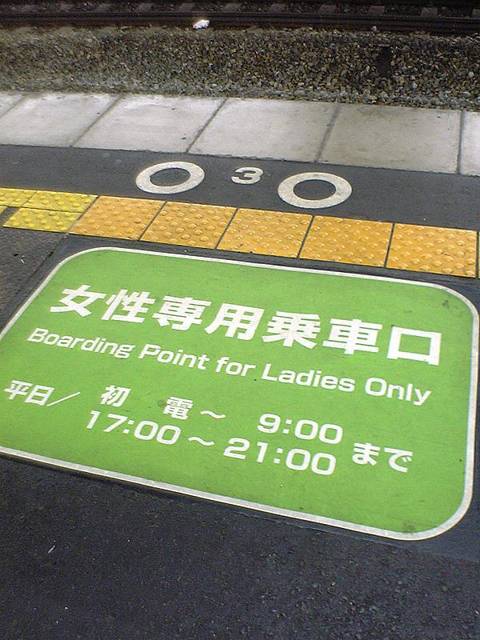 ○ 3 ○
女性専用乗車口
Boarding Point for Ladies Only
平日/ 初 電～ 9:00
17:00～21:00 まで